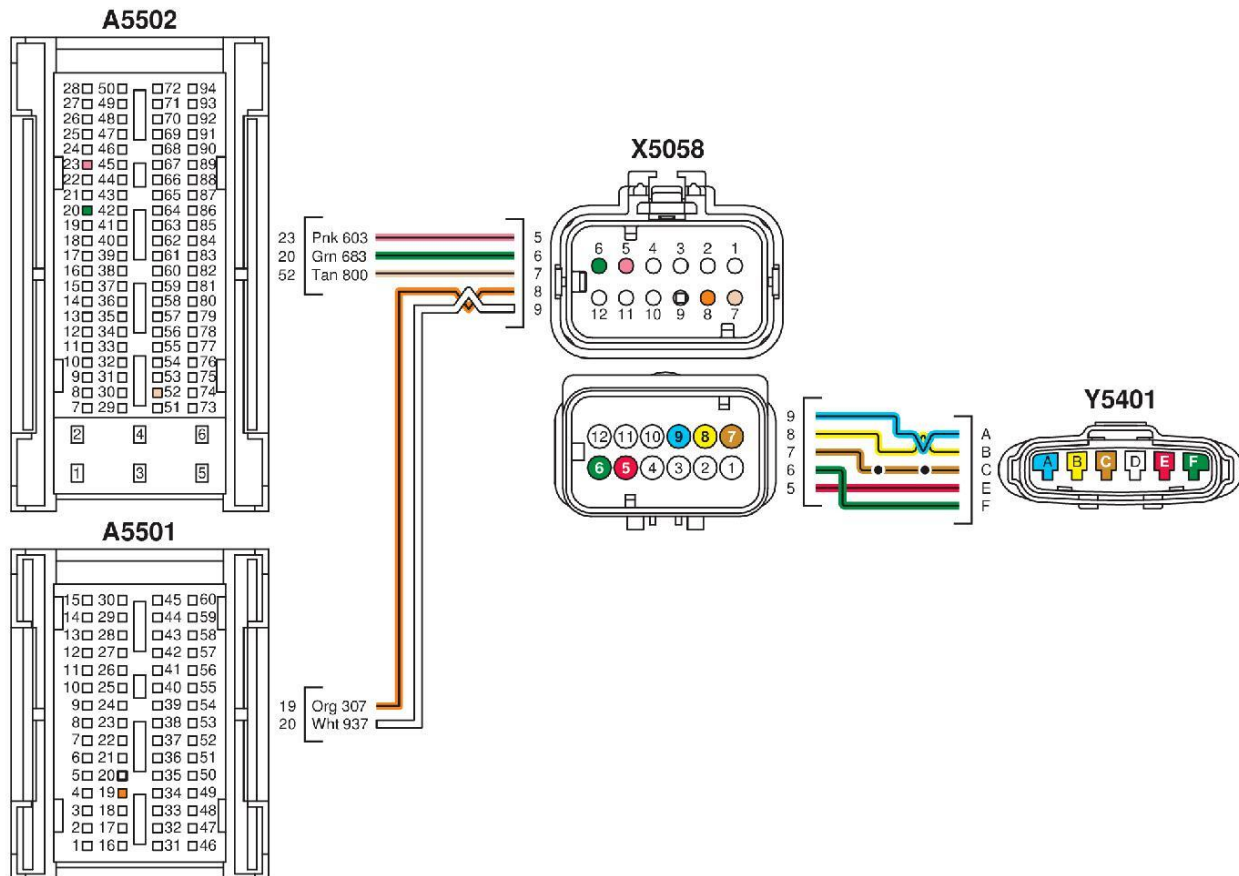 A5502
28 50 72 94
27 49 71 93
26 48 70 92
25 47 69 91
24 46 68 90
23 45 67 89
22 44 66 88
21 43 65 87
20 42 64 86
19 41 63 85
18 40 62 84
17 39 61 83
16 38 60 82
15 37 59 81
14 36 58 80
13 35 57 79
12 34 56 78
11 33 55 77
10 32 54 76
9 31 53 75
8 30 52 74
7 29 51 73
2 4 6
1 3 5
23 Pnk 603 5
20 Grn 683 6
52 Tan 800 7
8
9
X5058
6 5 4 3 2 1
12 11 10 9 8 7
12 11 10 9 8 7
6 5 4 3 2 1
9 A
8 B
7 C
6 E
5 F
Y5401
A B C D E F
A5501
15 30 45 60
14 29 44 59
13 28 43 58
12 27 42 57
11 26 41 56
10 25 40 55
9 24 39 54
8 23 38 53
7 22 37 52
6 21 36 51
5 20 35 50
4 19 34 49
3 18 33 48
2 17 32 47
1 16 31 46
19 Org 307
20 Wht 937